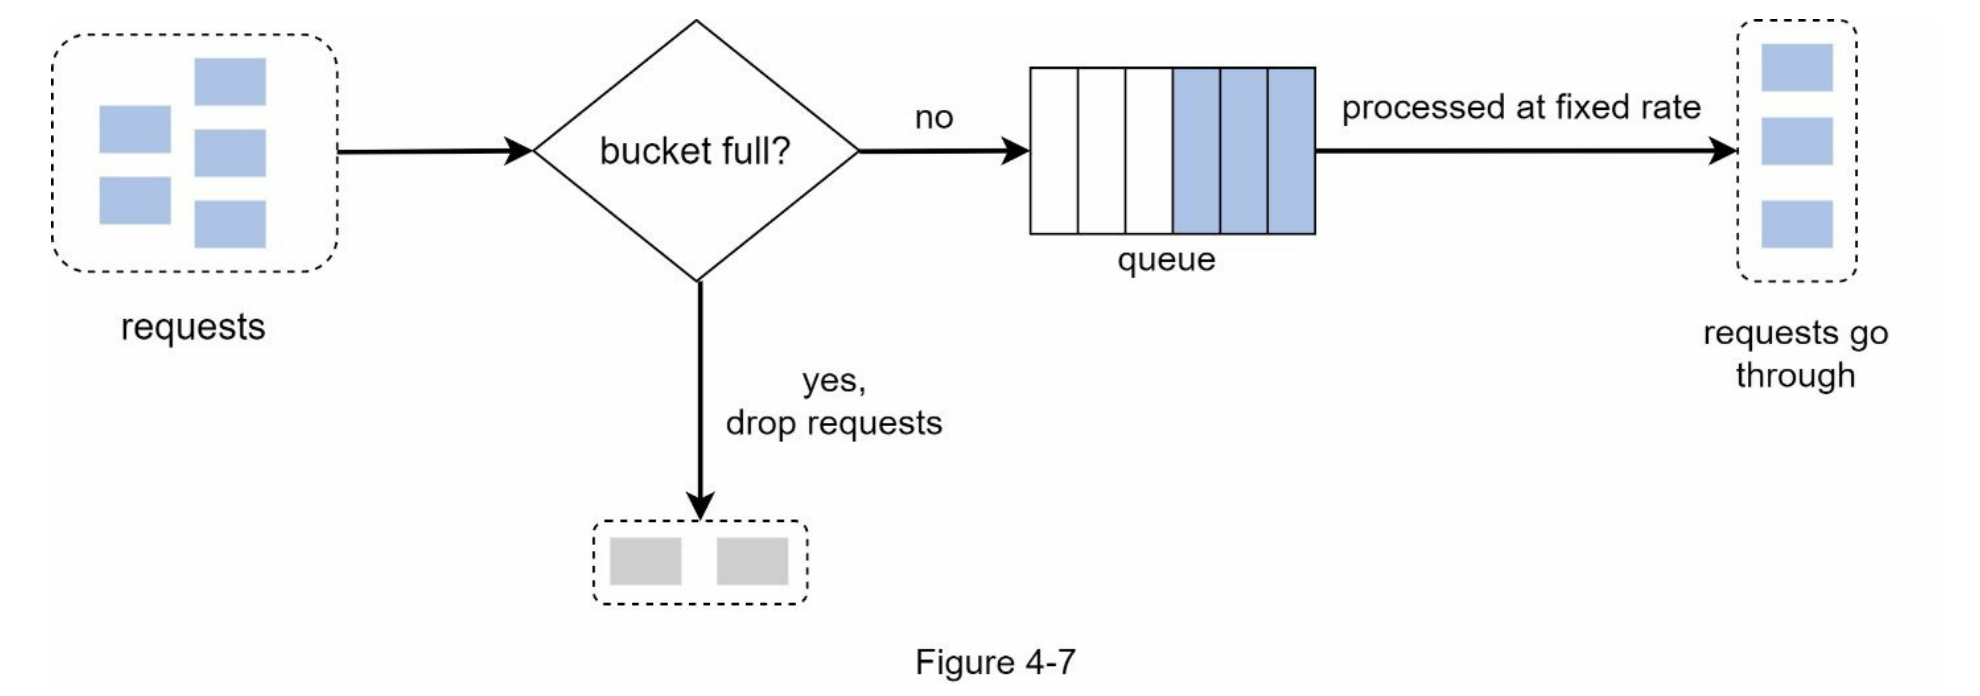 requests
bucket full?
yes,
drop requests
no
queue
processed at fixed rate
requests go
through
Figure 4-7